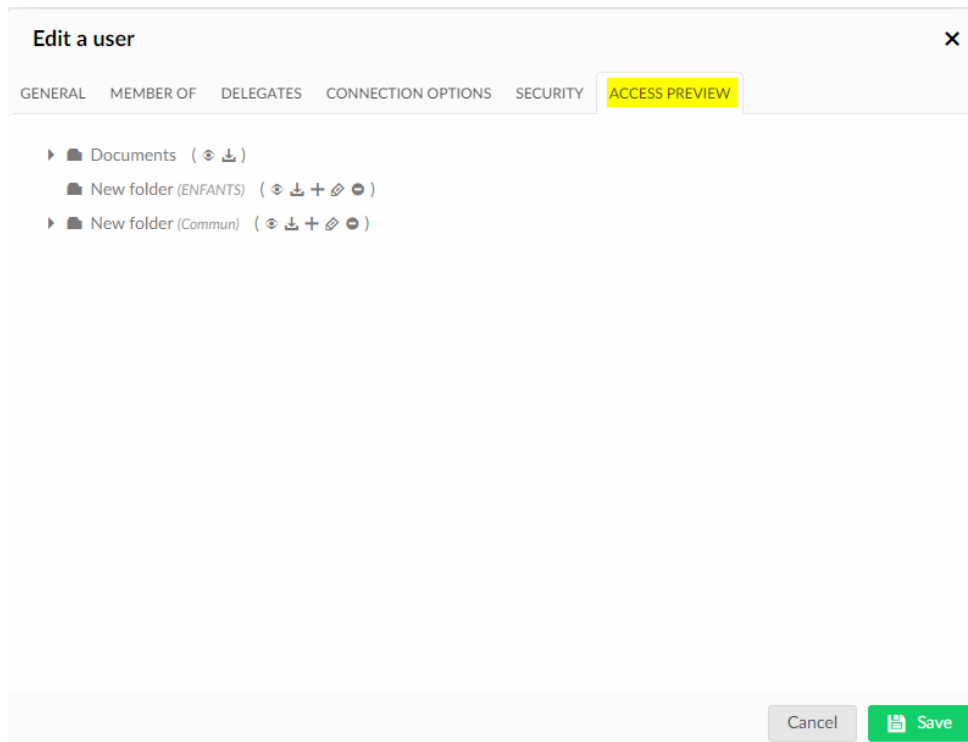 Edit a user
GENERAL MEMBER OF DELEGATES CONNECTION OPTIONS SECURITY ACCESS PREVIEW
Documents ( )
New folder (ENFANTS) ( )
New folder (Commun) ( )
Cancel Save